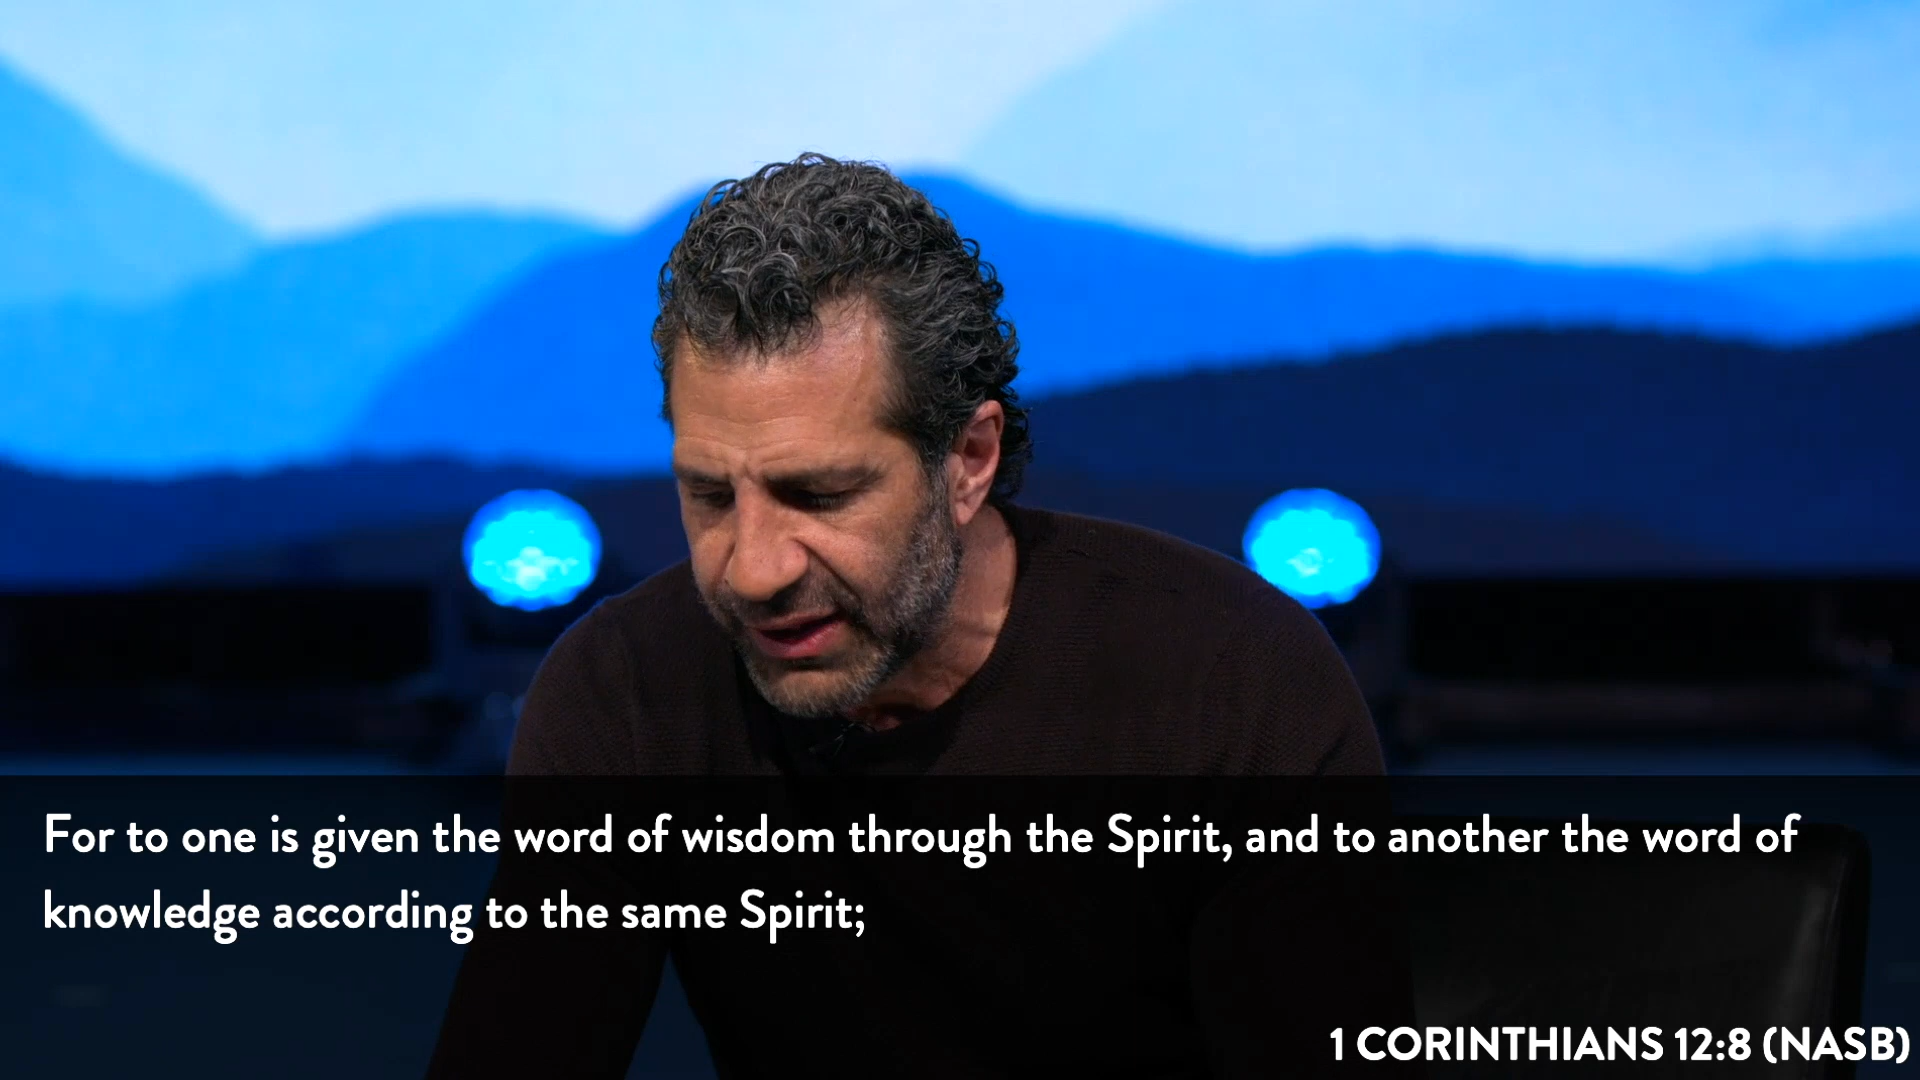 For to one is given the word of wisdom through the Spirit, and to another the word of
knowledge according to the same Spirit;
1 CORINTHIANS 12:8 (NASB)